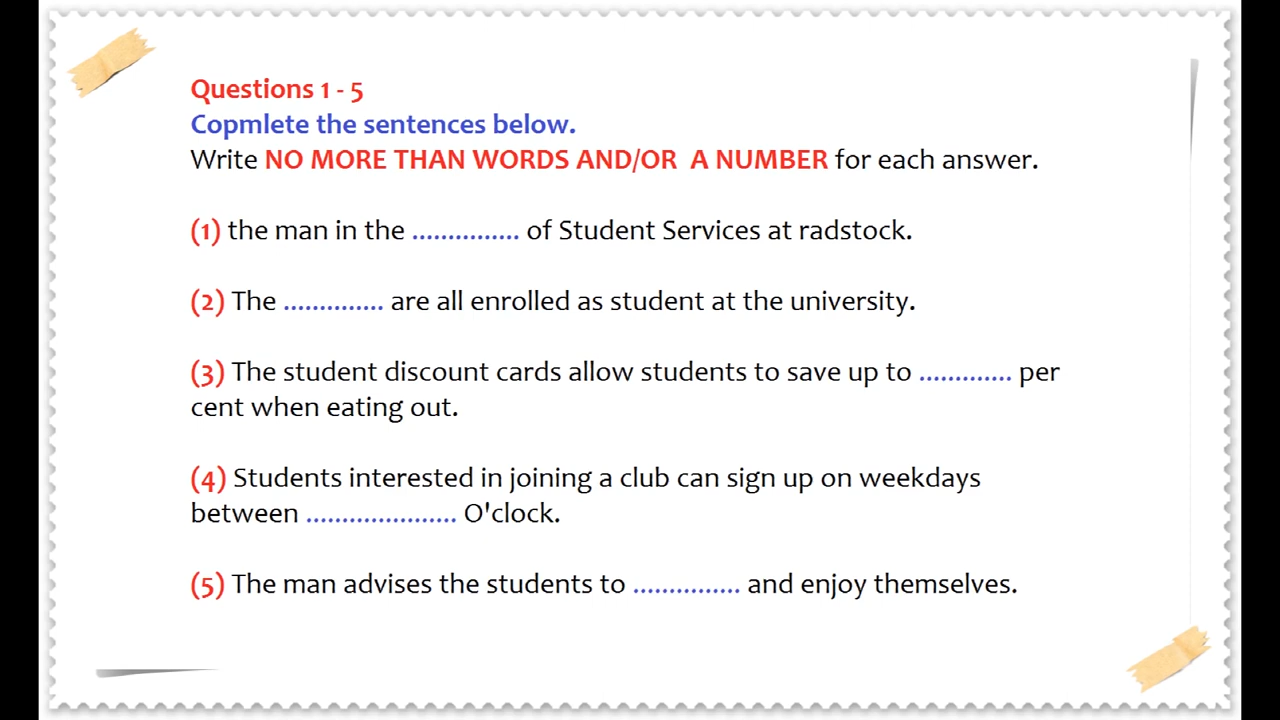 Questions 1 - 5
Copmlete the sentences below.
Write NO MORE THAN WORDS AND/OR  A NUMBER for each answer.
(1) the man in the ............... of Student Services at radstock.
(2) The .............. are all enrolled as student at the university.
(3) The student discount cards allow students to save up to ............. per
cent when eating out.
(4) Students interested in joining a club can sign up on weekdays
between ..................... O'clock.
(5) The man advises the students to ............... and enjoy themselves.